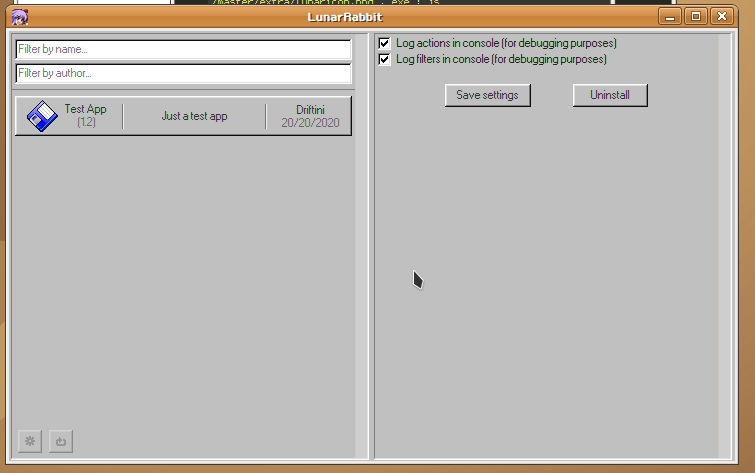 /master/extra/lunaricon.png',exe',js
LunarRabbit
Filter by name...
Filter by author...
Test App
(1.2)
Just a test app
Driftini
20/20/2020
Log actions in console (for debugging purposes)
Log filters in console (for debugging purposes)
Save settings
Uninstall